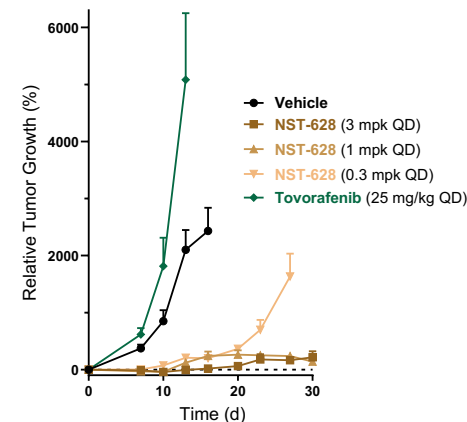 6000
4000
2000
0
Relative Tumor Growth (%)
Vehicle
NST-628 (3 mpk QD)
NST-628 (1 mpk QD)
NST-628 (0.3 mpk QD)
Tovorafenib (25 mg/kg QD)
0 10 20 30
Time (d)